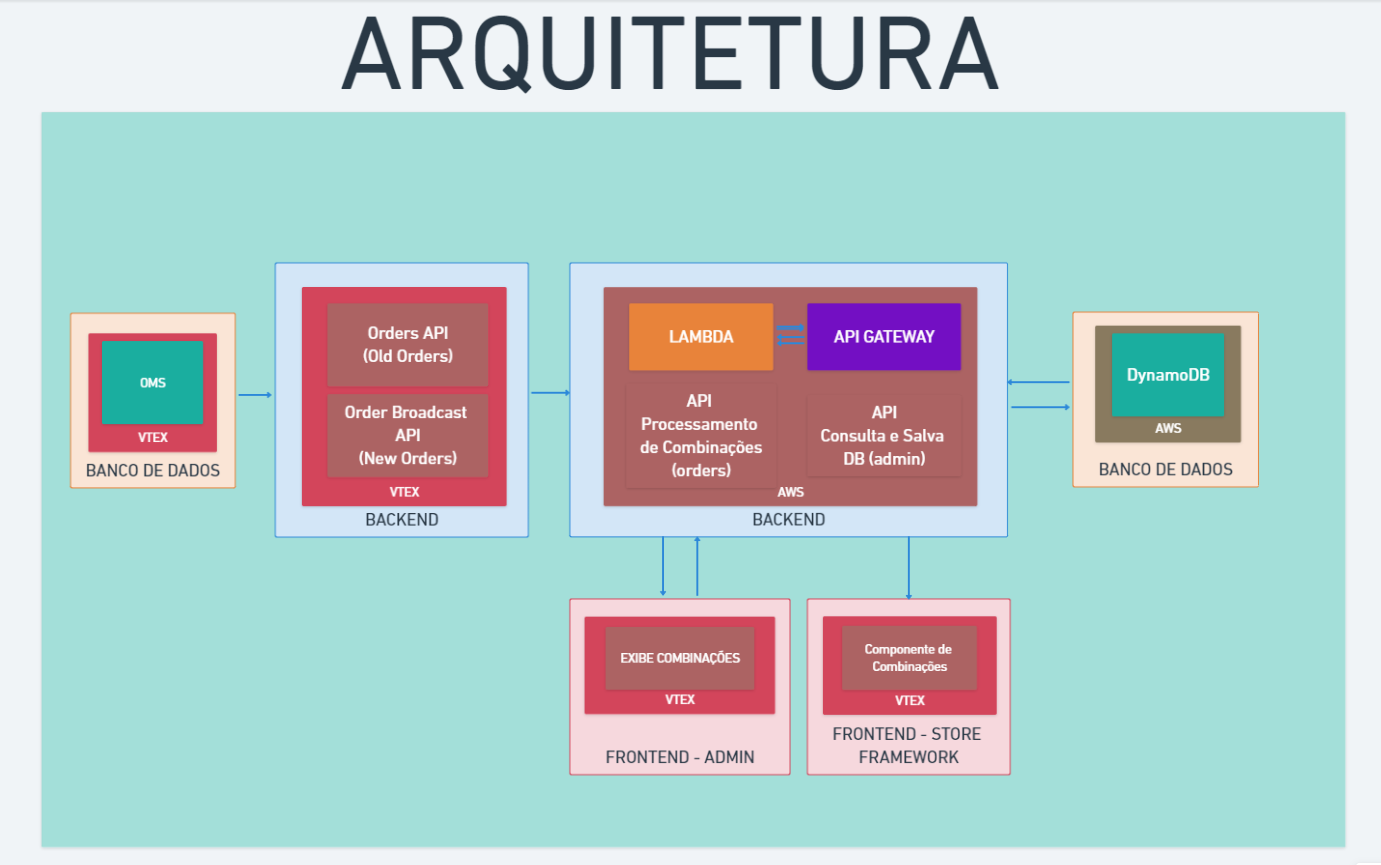 ARQUITETURA
OMS
VTEX
BANCO DE DADOS
Orders API
(Old Orders)
Order Broadcast
API
(New Orders)
VTEX
BACKEND
LAMBDA
API GATEWAY
API
Processamento
de Combinações
(orders)
API
Consulta e Salva
DB (admin)
AWS
BACKEND
DynamoDB
AWS
BANCO DE DADOS
EXIBE COMBINAÇÕES
VTEX
FRONTEND - ADMIN
Componente de
Combinações
VTEX
FRONTEND - STORE
FRAMEWORK